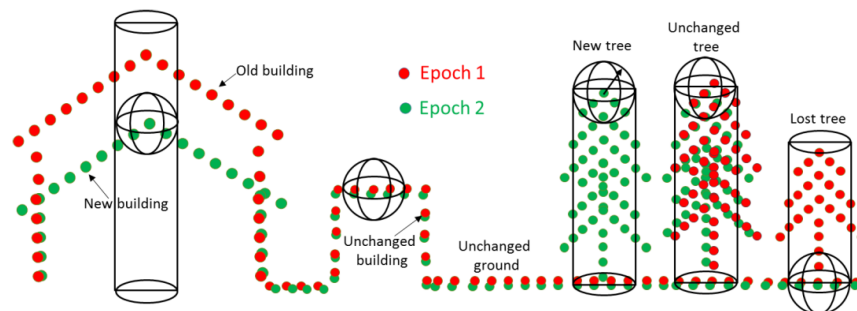 Old building
New building
Epoch 1
Epoch 2
Unchanged
building
Unchanged
ground
New tree
Unchanged
tree
Lost tree